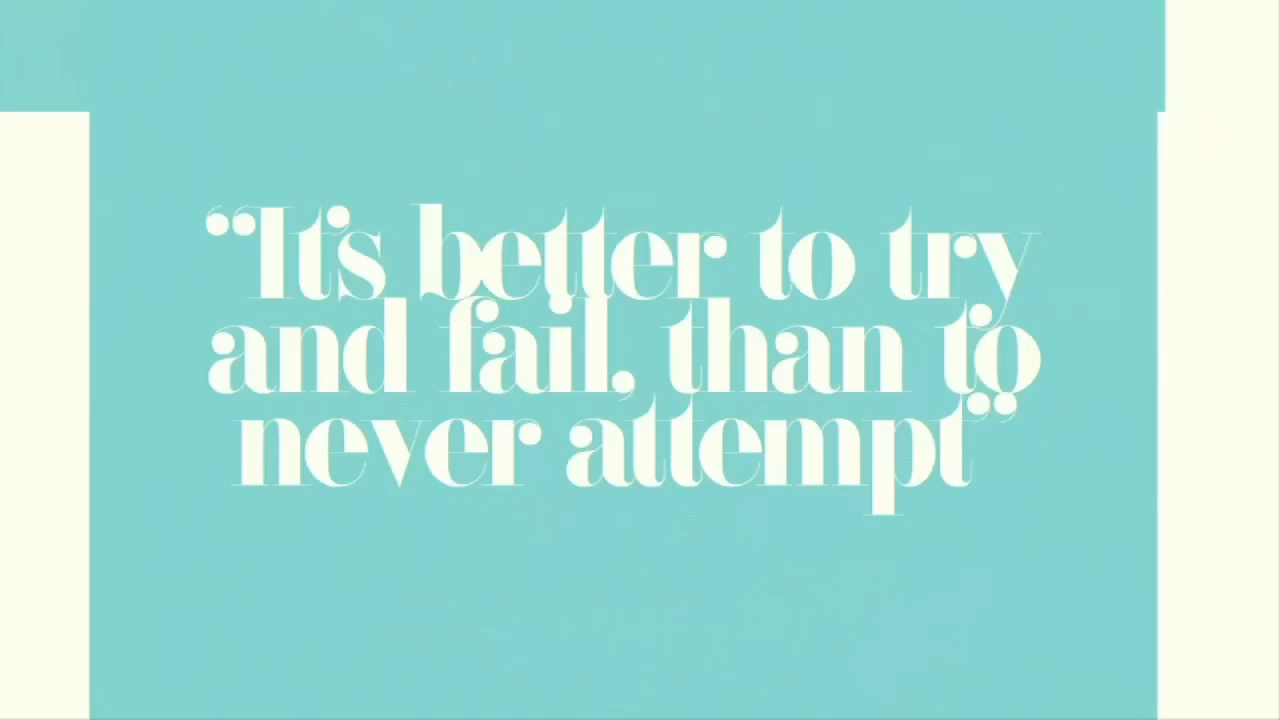 “It’s better to try
and fail, than to
never attempt”